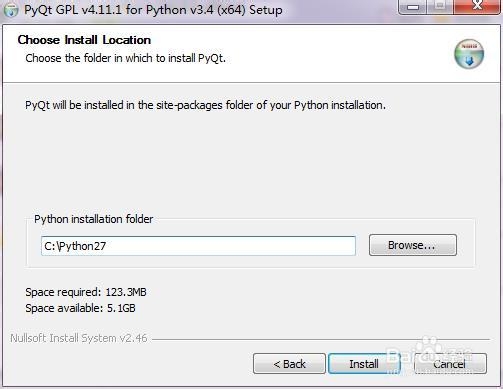 PyQt GPL v4.11.1 for Python v3.4 (x64) Setup
Choose Install Location
Choose the folder in which to install PyQt.
PyQt will be installed in the site-packages folder of your Python installation.
Python installation folder
C:\Python27
Browse...
Space required: 123.3MB
Space available: 5.1GB
Nullsoft Install System v2.46
< Back
Install
Cancel